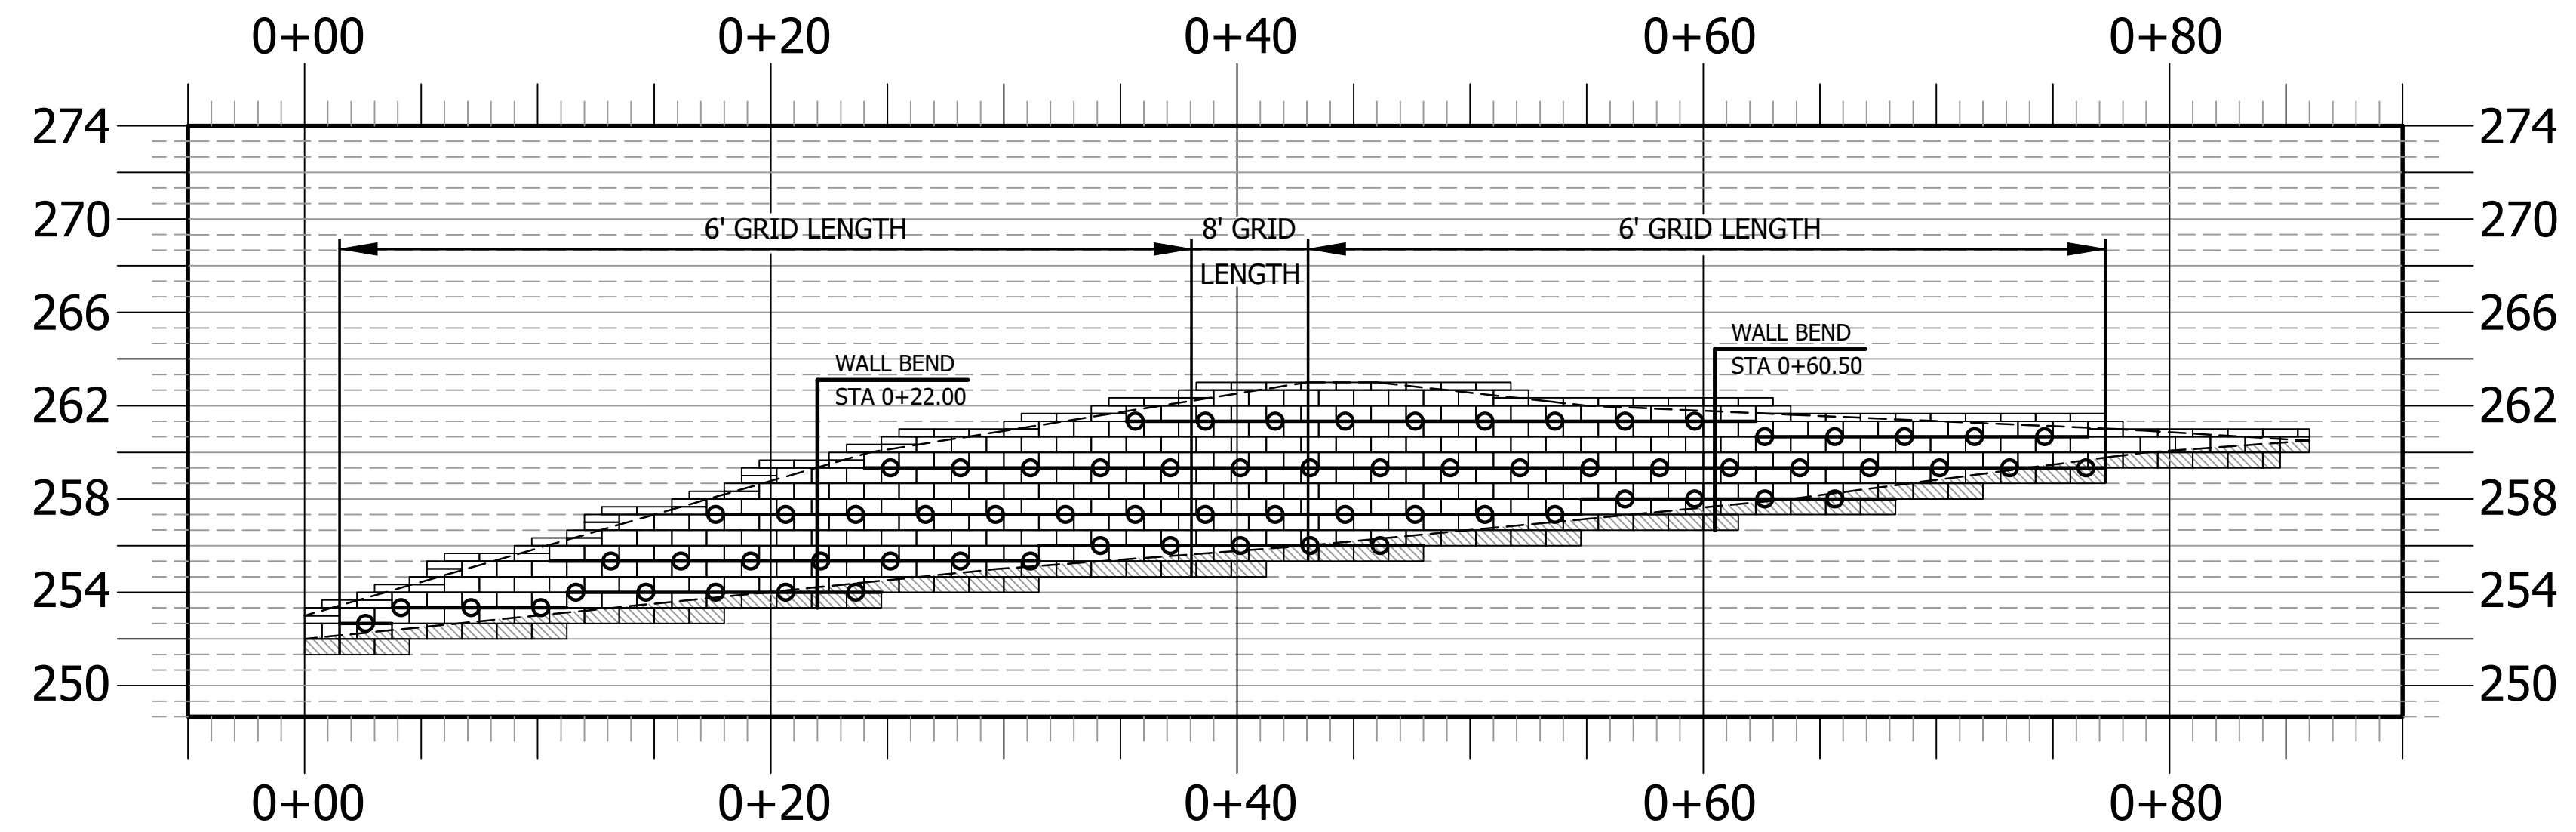 0+00 0+20 0+40 0+60 0+80
274 274
270 270
6' GRID LENGTH 8' GRID 6' GRID LENGTH
LENGTH
266 266
WALL BEND
STA 0+60.50
WALL BEND
STA 0+22.00
262 262
258 258
254 254
250 250
0+00 0+20 0+40 0+60 0+80